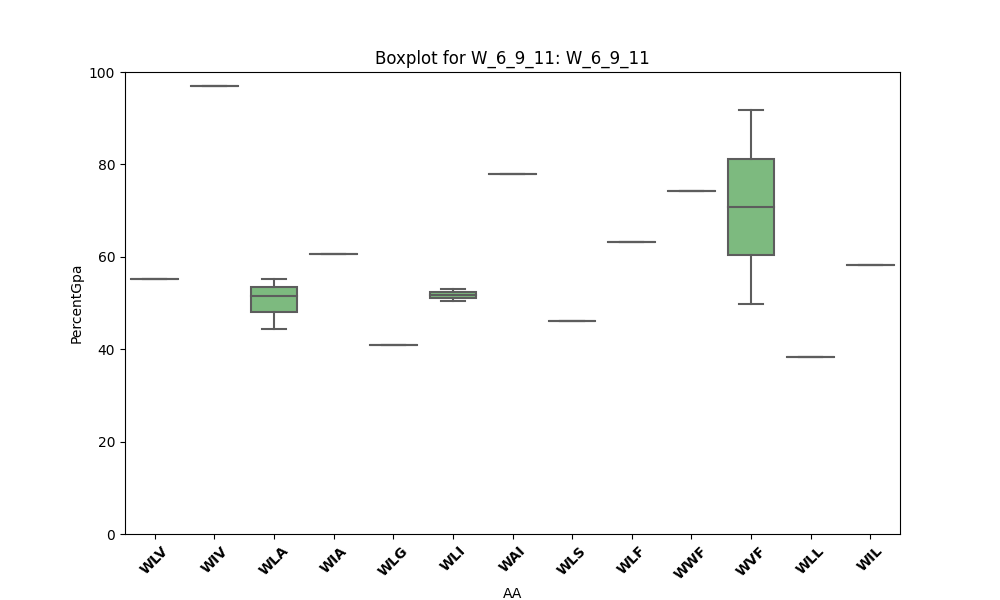 Boxplot for W_6_9_11: W_6_9_11
100
80
60
40
20
0
PercentGpa
WLV WIV WLA WIA WLG WLI WAI WLS WLF WWF WVF WLL WIL
AA